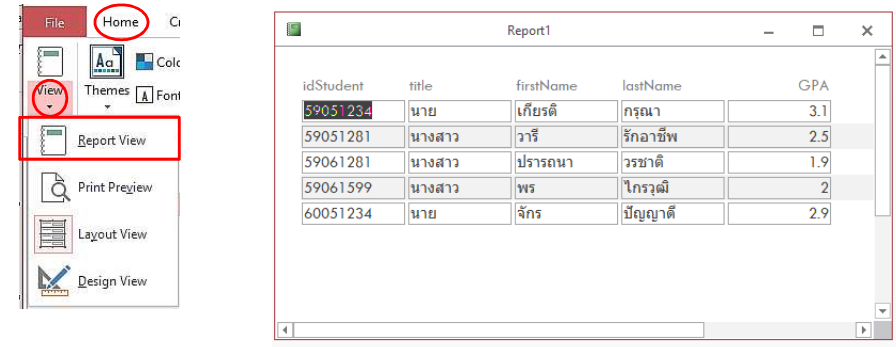 File Home C
View Themes Colo
Font
Report View
Print Preview
Layout View
Design View
Report1
idStudent title firstName lastName GPA
59051234 นาย เกียรติ กรุณา 3.1
59051281 นางสาว วารี รักอาชีพ 2.5
59061281 นางสาว ปรารถนา วรชาติ 1.9
59061599 นางสาว พร ไกรวุฒิ 2
60051234 นาย จักร ปัญญาดี 2.9